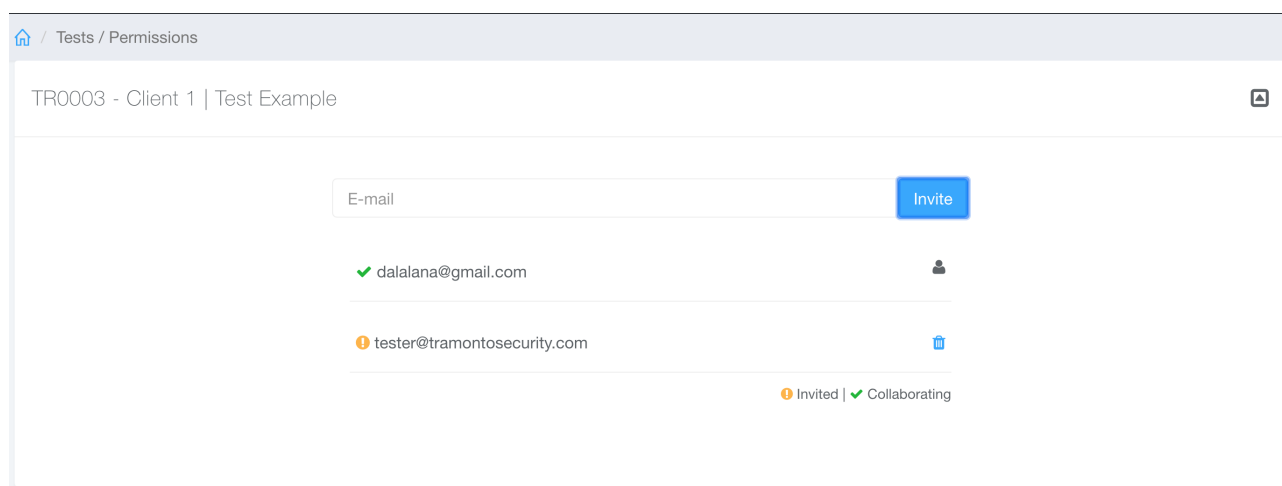 / Tests / Permissions
TR0003 - Client 1 | Test Example
E-mail Invite
dalalana@gmail.com
tester@tramontosecurity.com
Invited | Collaborating